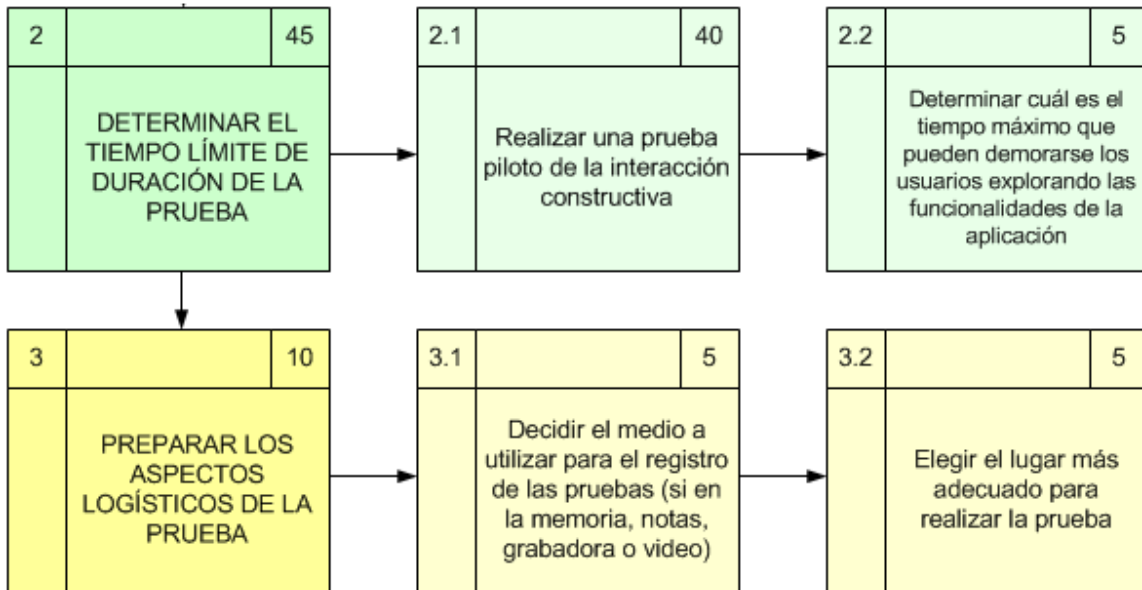 2 45
DETERMINAR EL
TIEMPO LÍMITE DE
DURACIÓN DE LA
PRUEBA
2.1 40
Realizar una prueba
piloto de la interacción
constructiva
2.2 5
Determinar cuál es el
tiempo máximo que
pueden demorarse los
usuarios explorando las
funcionalidades de la
aplicación
3 10
PREPARAR LOS
ASPECTOS
LOGÍSTICOS DE LA
PRUEBA
3.1 5
Decidir el medio a
utilizar para el registro
de las pruebas (si en
la memoria, notas,
grabadora o video)
3.2 5
Elegir el lugar más
adecuado para
realizar la prueba